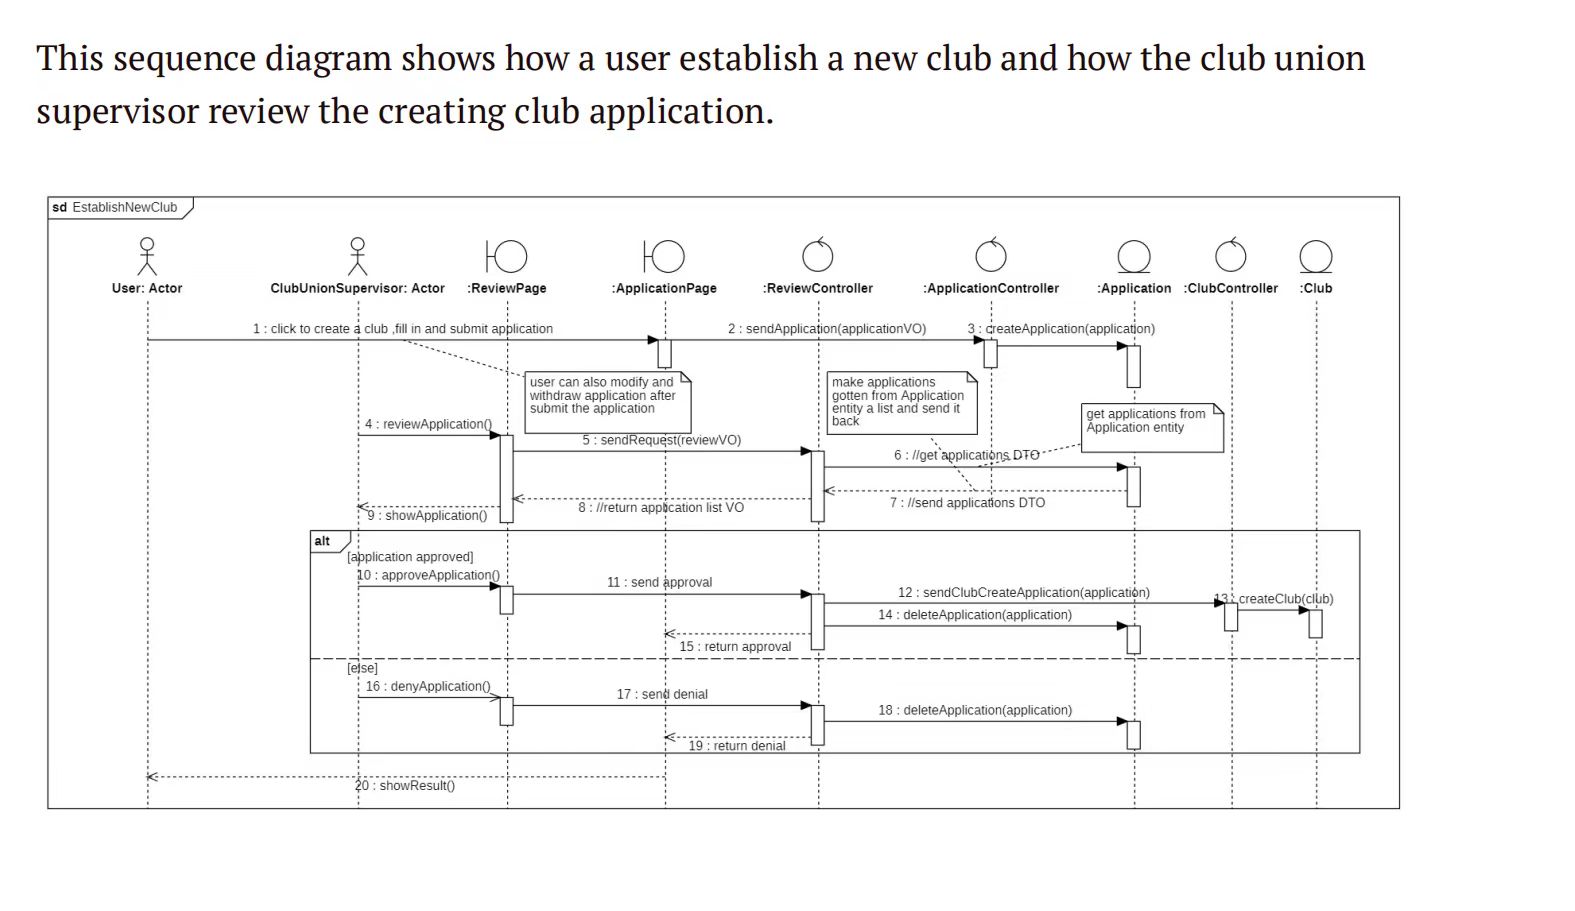 This sequence diagram shows how a user establish a new club and how the club union
supervisor review the creating club application.
sd EstablishNewClub
User: Actor
ClubUnionSupervisor: Actor
:ReviewPage
:ApplicationPage
:ReviewController
:ApplicationController
:Application
:ClubController
:Club
1 : click to create a club ,fill in and submit application
2 : sendApplication(applicationVO)
3 : createApplication(application)
user can also modify and
withdraw application after
submit the application
make applications
gotten from Application
entity a list and send it
back
get applications from
Application entity
4 : reviewApplication()
5 : sendRequest(reviewVO)
6 : //get applications DTO
7 : //send applications DTO
8 : //return application list VO
9 : showApplication()
alt
[application approved]
10 : approveApplication()
11 : send approval
12 : sendClubCreateApplication(application)
13 : createClub(club)
14 : deleteApplication(application)
15 : return approval
[else]
16 : denyApplication()
17 : send denial
18 : deleteApplication(application)
19 : return denial
20 : showResult()